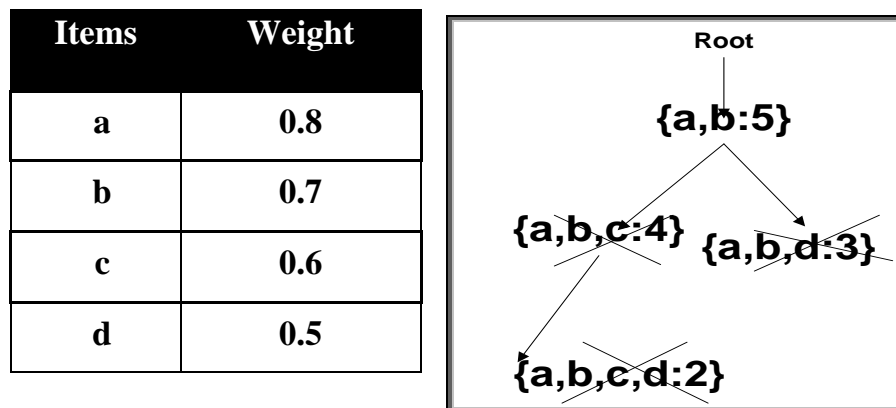 Items Weight
a 0.8
b 0.7
c 0.6
d 0.5
Root
{a,b:5}
{a,b,c:4}
{a,b,d:3}
{a,b,c,d:2}